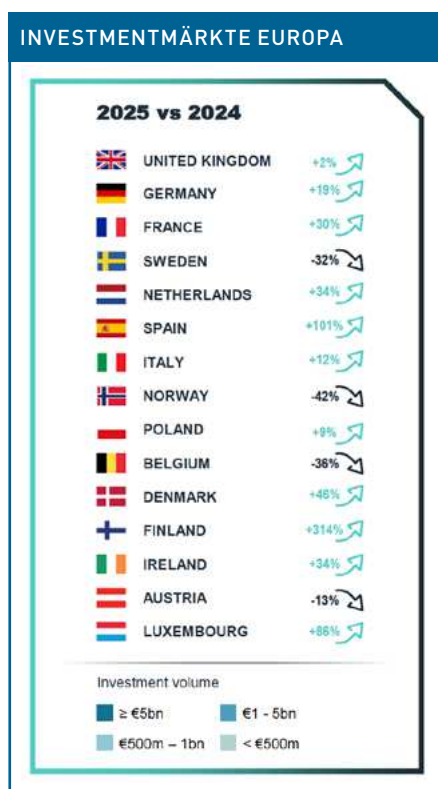 INVESTMENTMÄRKTE EUROPA
2025 vs 2024
UNITED KINGDOM +2%
GERMANY +19%
FRANCE +30%
SWEDEN -32%
NETHERLANDS +34%
SPAIN +101%
ITALY +12%
NORWAY -42%
POLAND +9%
BELGIUM -36%
DENMARK +46%
FINLAND +314%
IRELAND +34%
AUSTRIA -13%
LUXEMBOURG +86%
Investment volume
≥ €5bn €1 - 5bn
€500m – 1bn < €500m